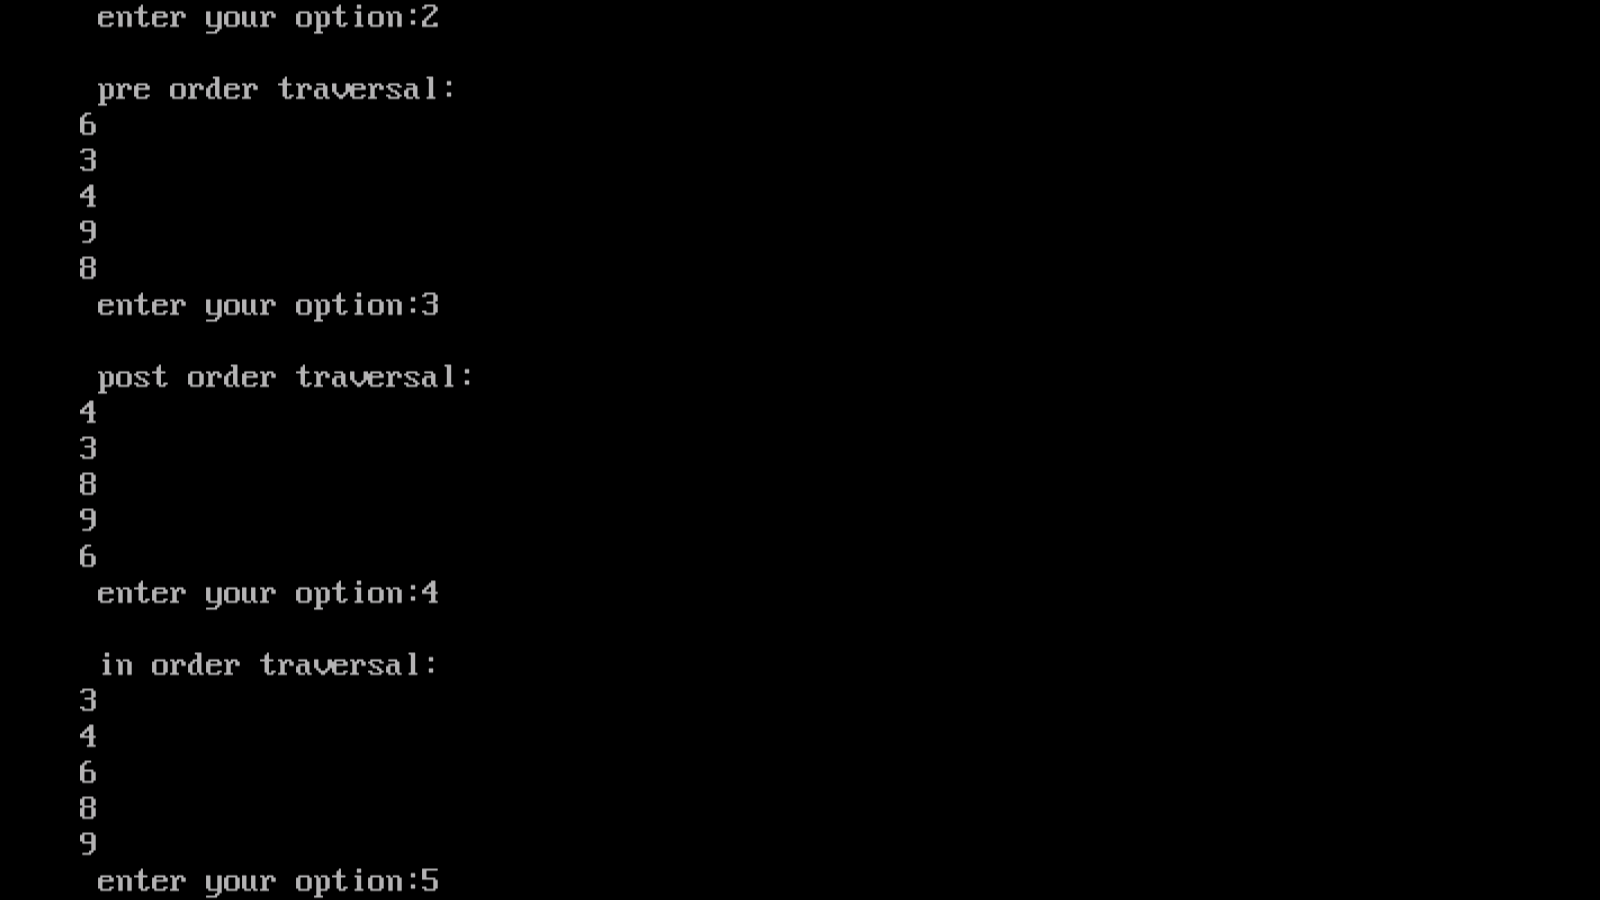 enter your option:2
pre order traversal:
6
3
4
9
8
enter your option:3
post order traversal:
4
3
8
9
6
enter your option:4
in order traversal:
3
4
6
8
9
enter your option:5